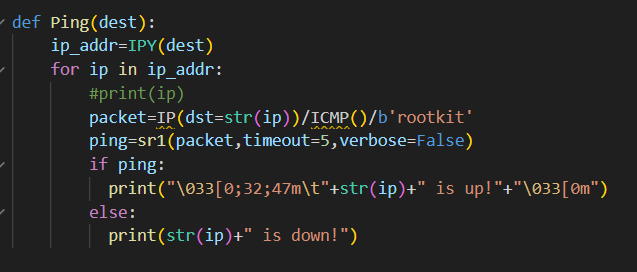 def Ping(dest):
    ip_addr=IPY(dest)
    for ip in ip_addr:
        #print(ip)
        packet=IP(dst=str(ip))/ICMP()/b'rootkit'
        ping=sr1(packet,timeout=5,verbose=False)
        if ping:
          print("\033[0;32;47m\t"+str(ip)+" is up!"+"\033[0m")
        else:
          print(str(ip)+" is down!")